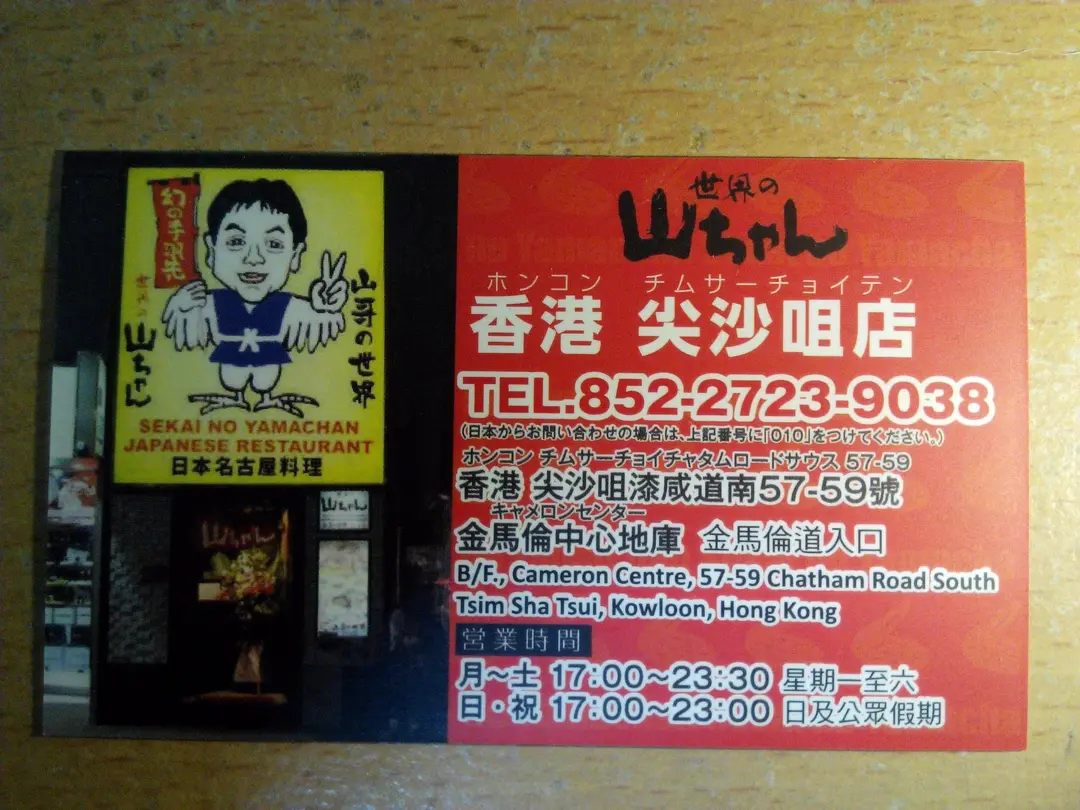 幻の手羽先
世界の
山ちゃん
山哥の世界
SEKAI NO YAMACHAN
JAPANESE RESTAURANT
日本名古屋料理
山ちゃん
山ちゃん
世界の
山ちゃん
ホンコン チムサーチョイテン
香港 尖沙咀店
TEL.852-2723-9038
(日本からお問い合わせの場合は、上記番号に「010」をつけてください。)
ホンコン チムサーチョイチャタムロードサウス 57-59
香港 尖沙咀漆咸道南57-59號
キャメロンセンター
金馬倫中心地庫 金馬倫道入口
B/F., Cameron Centre, 57-59 Chatham Road South
Tsim Sha Tsui, Kowloon, Hong Kong
営業時間
月～土 17:00～23:30 星期一至六
日・祝 17:00～23:00 日及公眾假期